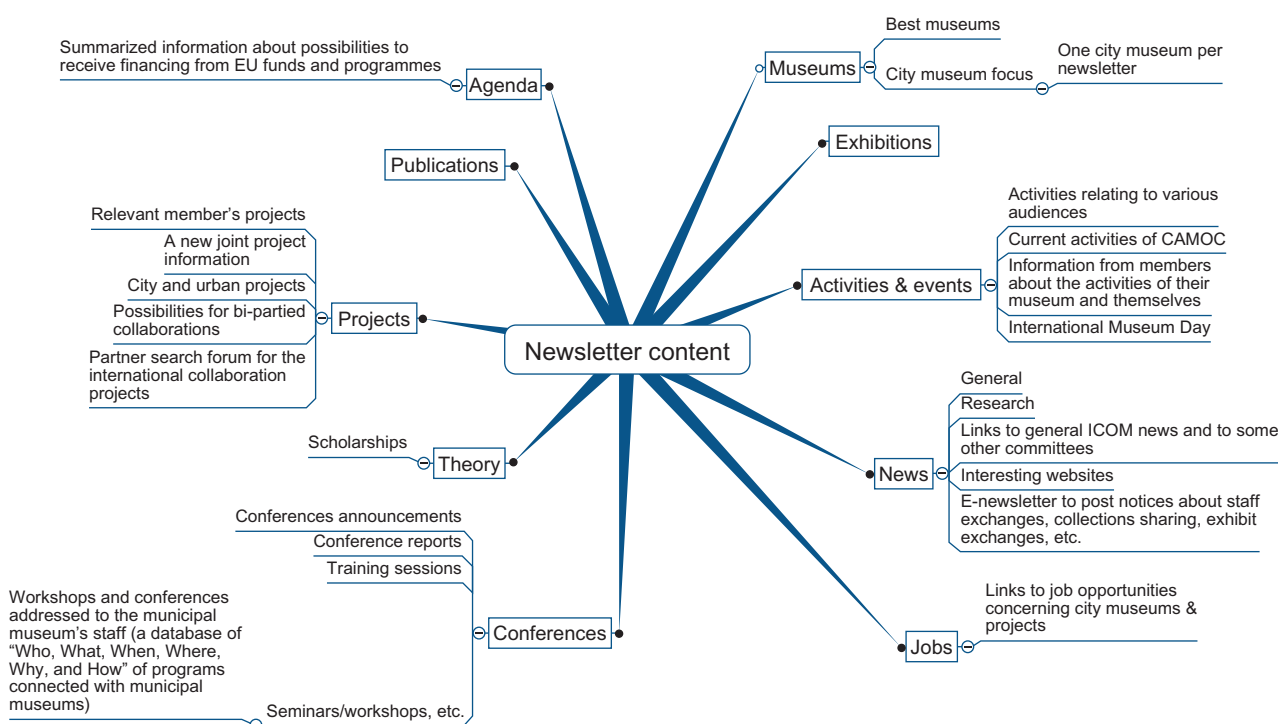 Newsletter content
Museums
Best museums
City museum focus
One city museum per
newsletter
Exhibitions
Activities & events
Activities relating to various
audiences
Current activities of CAMOC
Information from members
about the activities of their
museum and themselves
International Museum Day
News
General
Research
Links to general ICOM news and to some
other committees
Interesting websites
E-newsletter to post notices about staff
exchanges, collections sharing, exhibit
exchanges, etc.
Jobs
Links to job opportunities
concerning city museums &
projects
Agenda
Summarized information about possibilities to
receive financing from EU funds and programmes
Publications
Projects
Relevant member’s projects
A new joint project
information
City and urban projects
Possibilities for bi-partied
collaborations
Partner search forum for the
international collaboration
projects
Theory
Scholarships
Conferences
Conferences announcements
Conference reports
Training sessions
Seminars/workshops, etc.
Workshops and conferences
addressed to the municipal
museum’s staff (a database of
“Who, What, When, Where,
Why, and How” of programs
connected with municipal
museums)